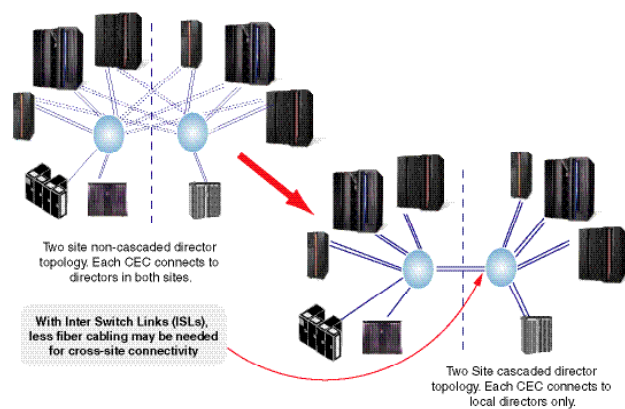 Two site non-cascaded director
topology. Each CEC connects to
directors in both sites.
With Inter Switch Links (ISLs),
less fiber cabling may be needed
for cross-site connectivity
Two Site cascaded director
topology. Each CEC connects to
local directors only.